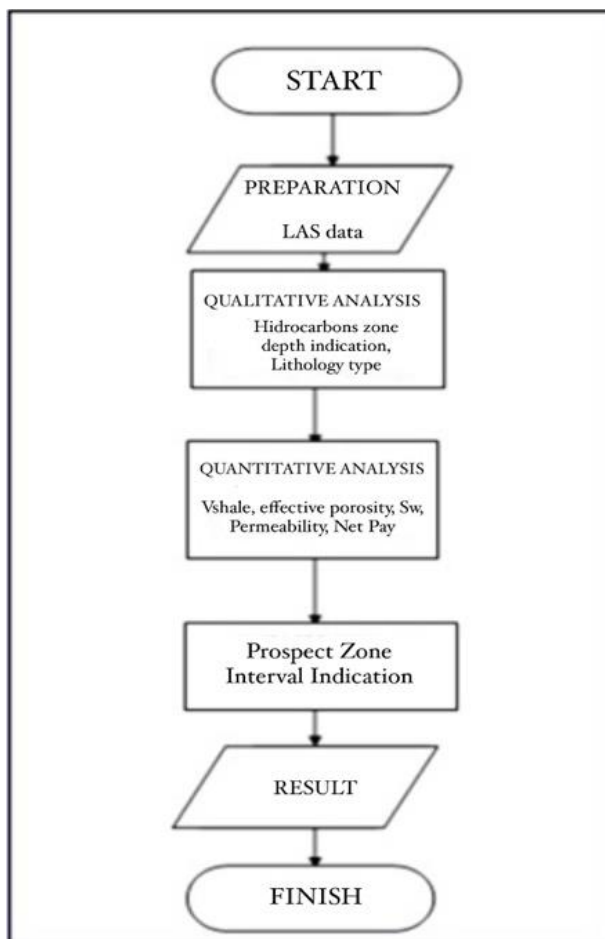 START
PREPARATION
LAS data
QUALITATIVE ANALYSIS
Hidrocarbons zone
depth indication,
Lithology type
QUANTITATIVE ANALYSIS
Vshale, effective porosity, Sw,
Permeability, Net Pay
Prospect Zone
Interval Indication
RESULT
FINISH